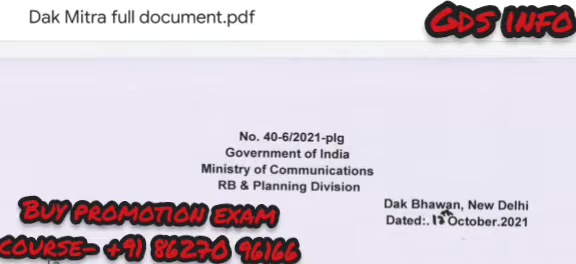 Dak Mitra full document.pdf
GDS INFO
No. 40-6/2021-plg
Government of India
Ministry of Communications
RB & Planning Division
Dak Bhawan, New Delhi
Dated:. October.2021
BUY PROMOTION EXAM
COURSE- +91 86270 96166